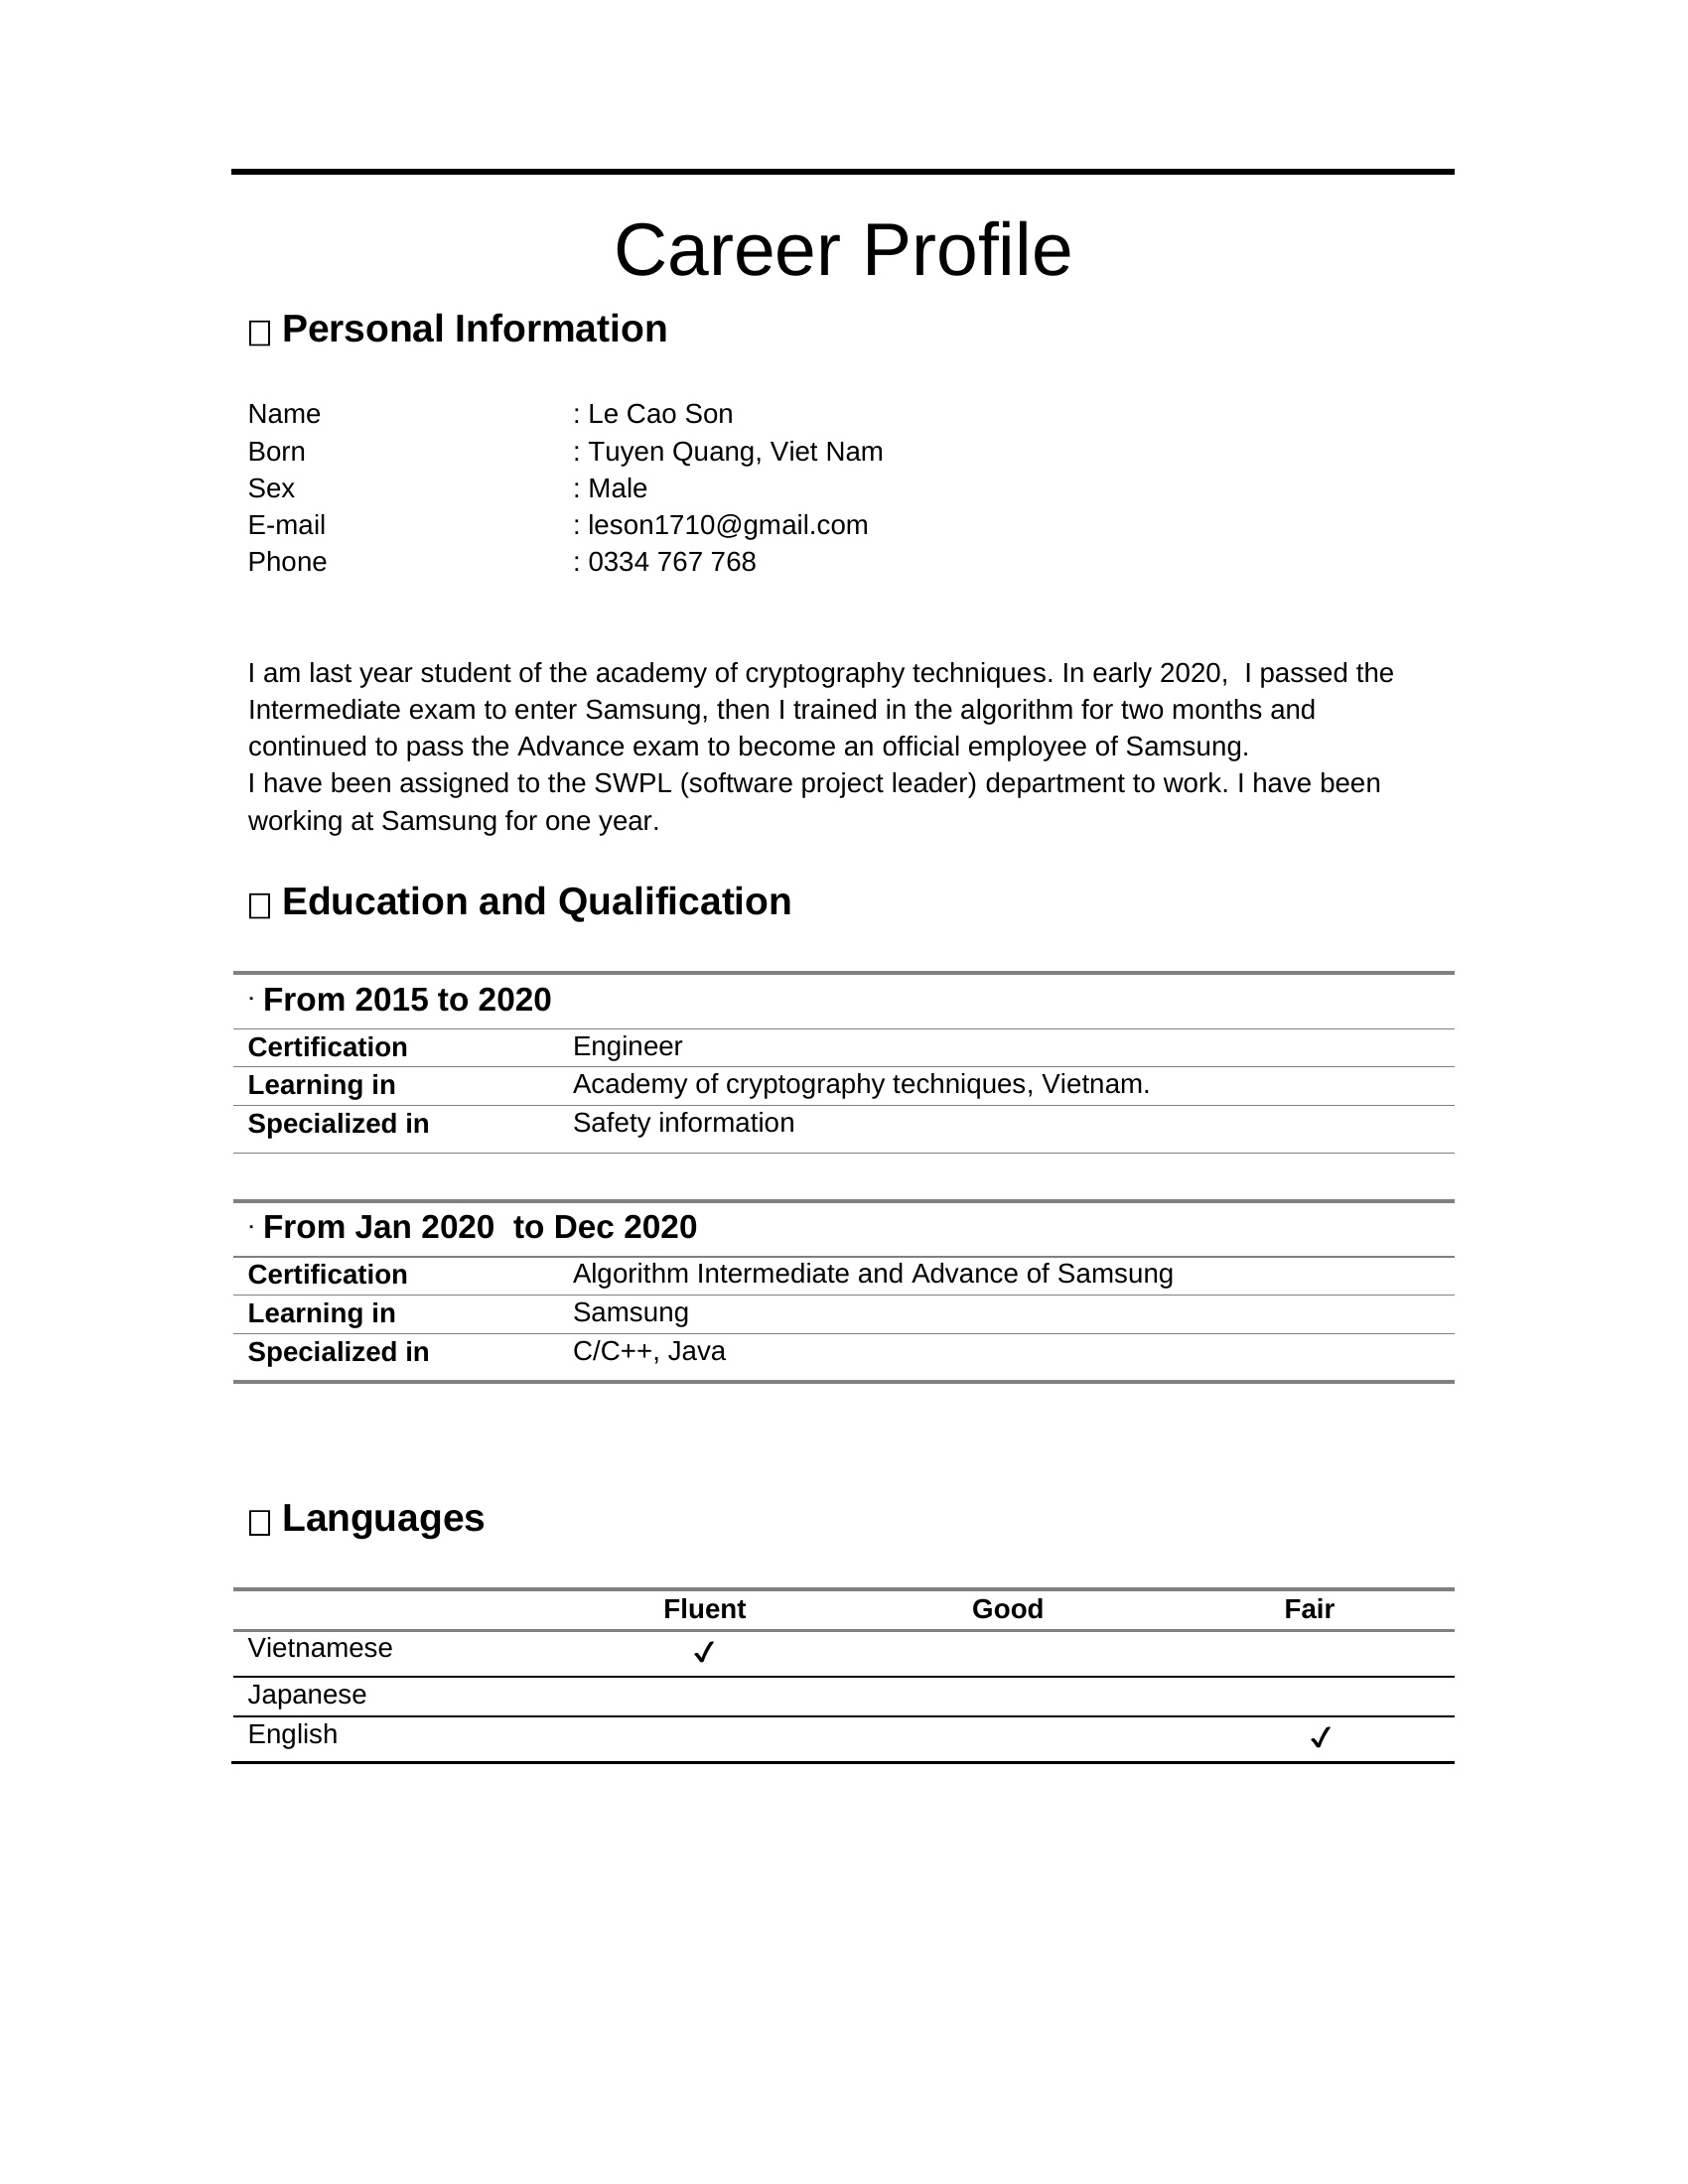 Career Profile
Personal Information
Name : Le Cao Son
Born : Tuyen Quang, Viet Nam
Sex : Male
E-mail : leson1710@gmail.com
Phone : 0334 767 768
I am last year student of the academy of cryptography techniques. In early 2020,  I passed the
Intermediate exam to enter Samsung, then I trained in the algorithm for two months and
continued to pass the Advance exam to become an official employee of Samsung.
I have been assigned to the SWPL (software project leader) department to work. I have been
working at Samsung for one year.
Education and Qualification
· From 2015 to 2020
Certification Engineer
Learning in Academy of cryptography techniques, Vietnam.
Specialized in Safety information
· From Jan 2020  to Dec 2020
Certification Algorithm Intermediate and Advance of Samsung
Learning in Samsung
Specialized in C/C++, Java
Languages
Fluent Good Fair
Vietnamese ✓
Japanese
English ✓